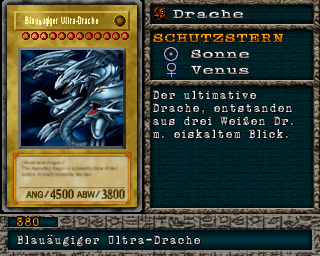 Blauäugiger Ultra-Drache
ANG/4500 ABW/3800
Drache
SCHUTZSTERN
Sonne
Venus
Der ultimative
Drache, entstanden
aus drei Weißen Dr.
m. eiskaltem Blick.
380
Blauäugiger Ultra-Drache